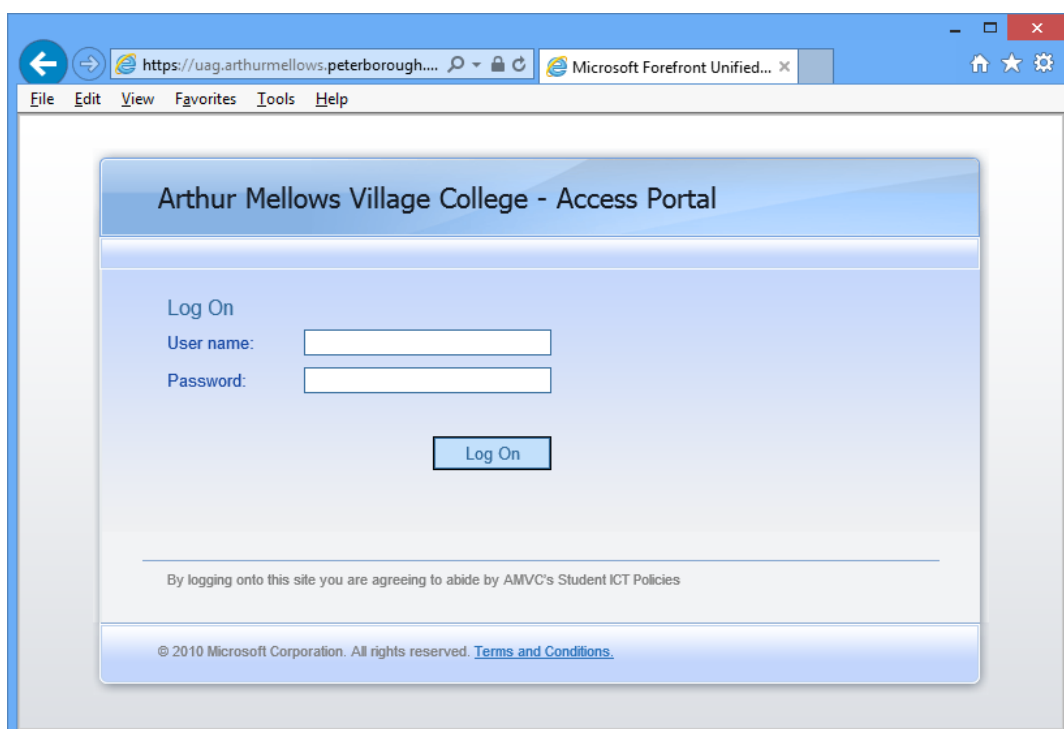 https://uag.arthurmellows.peterborough....
Microsoft Forefront Unified...
File Edit View Favorites Tools Help
Arthur Mellows Village College - Access Portal
Log On
User name:
Password:
Log On
By logging onto this site you are agreeing to abide by AMVC's Student ICT Policies
© 2010 Microsoft Corporation. All rights reserved. Terms and Conditions.